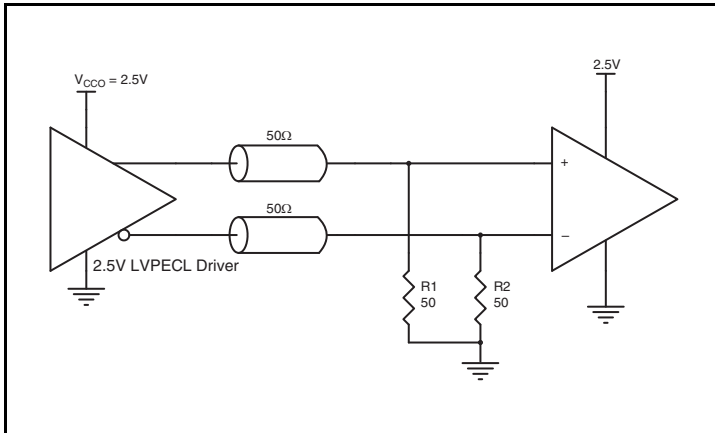 V_CCO = 2.5V
2.5V
50Ω
+
50Ω
–
2.5V LVPECL Driver
R1
50
R2
50